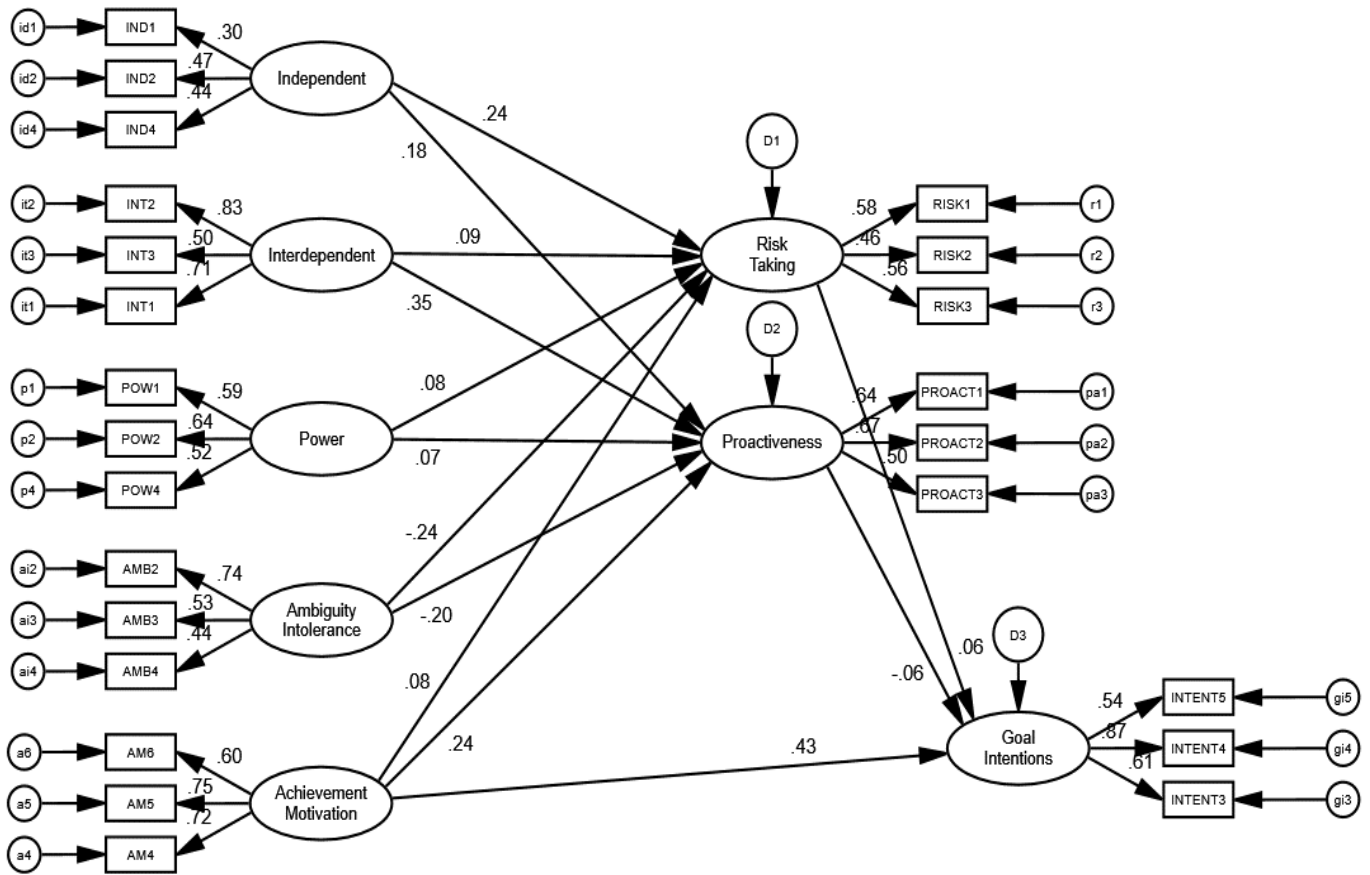 id1
IND1
.30
id2
IND2
.47
Independent
id4
IND4
.44
.24
.18
D1
it2
INT2
.83
it3
INT3
.50
Interdependent
it1
INT1
.71
.09
.35
Risk
Taking
.58
RISK1
r1
.46
RISK2
r2
.56
RISK3
r3
D2
p1
POW1
.59
p2
POW2
.64
Power
p4
POW4
.52
.08
.07
Proactiveness
.64
PROACT1
pa1
.67
PROACT2
pa2
.50
PROACT3
pa3
ai2
AMB2
.74
ai3
AMB3
.53
Ambiguity
Intolerance
ai4
AMB4
.44
-.24
-.20
.06
-.06
D3
a6
AM6
.60
a5
AM5
.75
Achievement
Motivation
a4
AM4
.72
.08
.24
.43
Goal
Intentions
.54
INTENT5
gi5
.87
INTENT4
gi4
.61
INTENT3
gi3